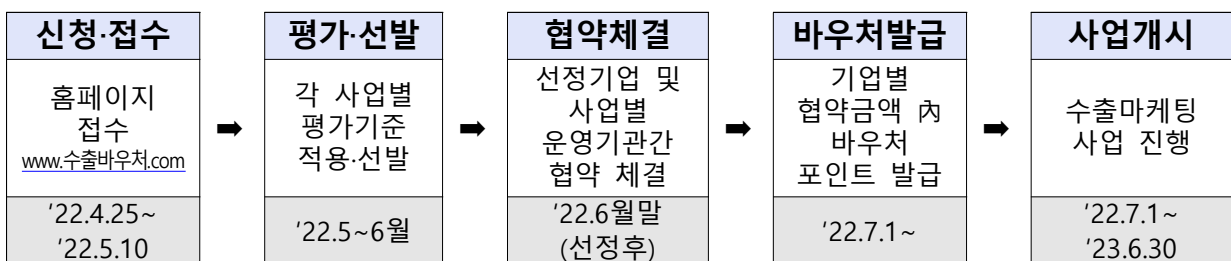 신청·접수
홈페이지
접수
www.수출바우처.com
'22.4.25~
'22.5.10
➡
평가·선발
각 사업별
평가기준
적용·선발
'22.5~6월
➡
협약체결
선정기업 및
사업별
운영기관간
협약 체결
'22.6월말
(선정후)
➡
바우처발급
기업별
협약금액 內
바우처
포인트 발급
'22.7.1~
➡
사업개시
수출마케팅
사업 진행
'22.7.1~
'23.6.30